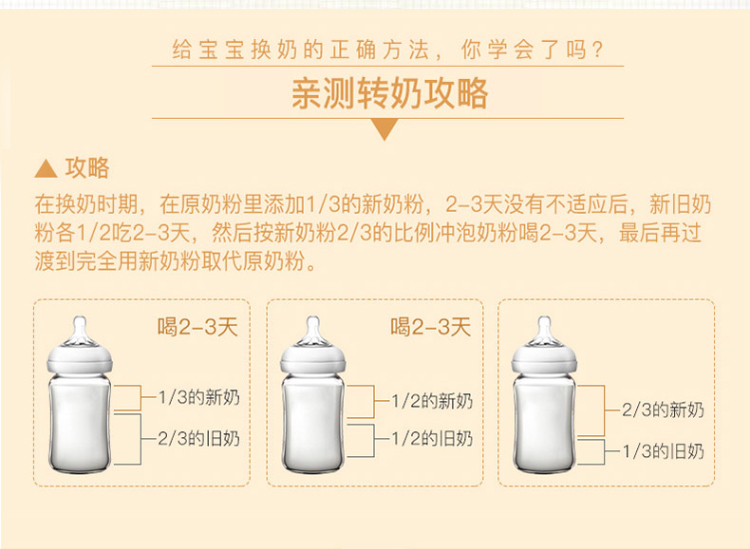 给宝宝换奶的正确方法，你学会了吗？
亲测转奶攻略
攻略
在换奶时期，在原奶粉里添加1/3的新奶粉，2-3天没有不适应后，新旧奶
粉各1/2吃2-3天，然后按新奶粉2/3的比例冲泡奶粉喝2-3天，最后再过
渡到完全用新奶粉取代原奶粉。
喝2-3天
1/3的新奶
2/3的旧奶
喝2-3天
1/2的新奶
1/2的旧奶
2/3的新奶
1/3的旧奶